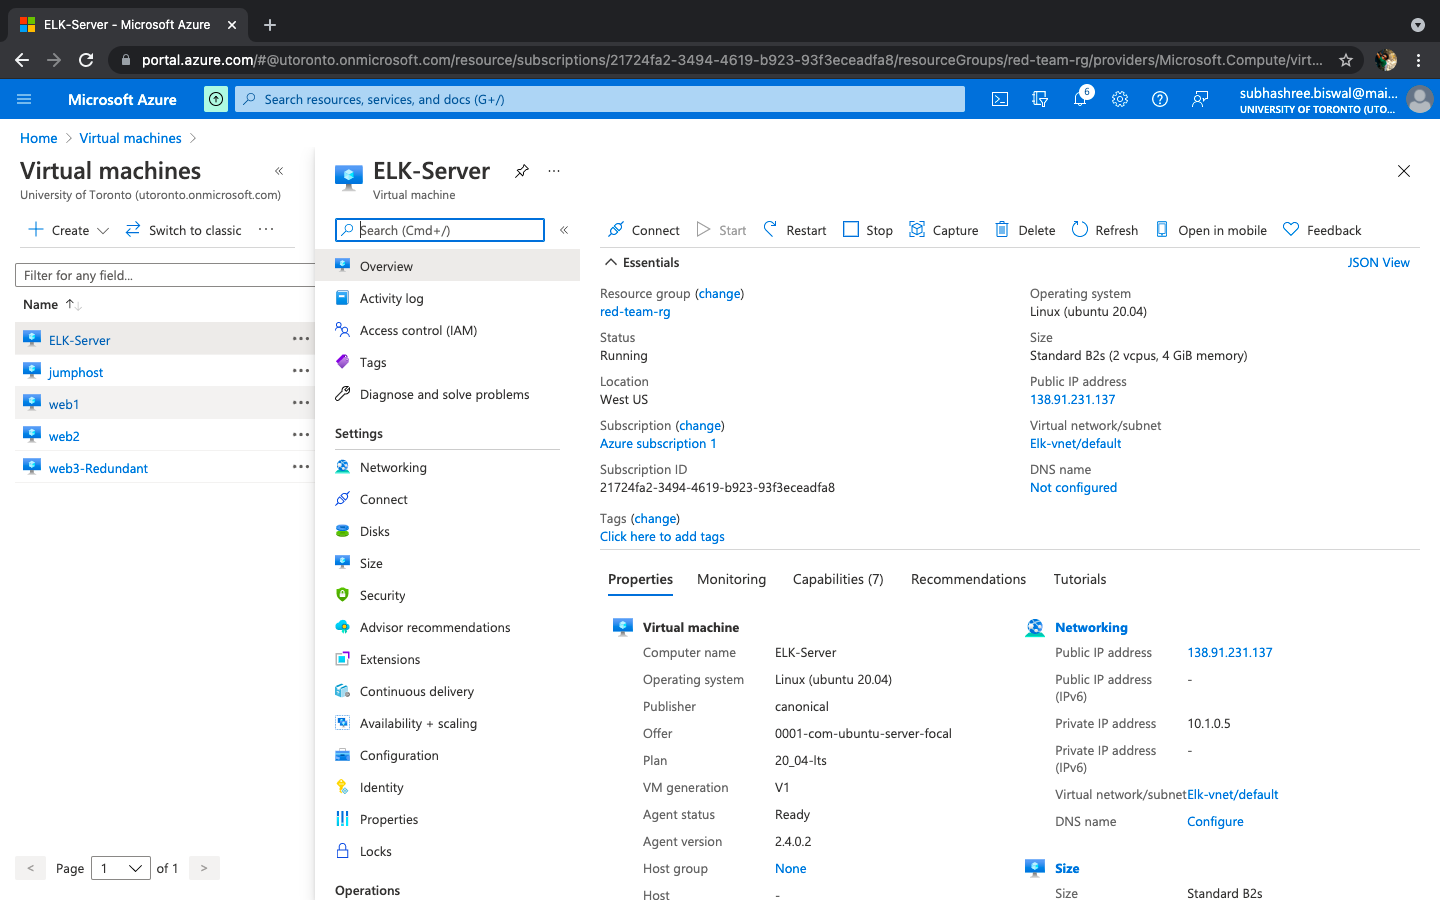 ELK-Server - Microsoft Azure
portal.azure.com/#@utoronto.onmicrosoft.com/resource/subscriptions/21724fa2-3494-4619-b923-93f3eceadfa8/resourceGroups/red-team-rg/providers/Microsoft.Compute/virt...
Microsoft Azure
Search resources, services, and docs (G+/)
6
subhashree.biswal@mai...
UNIVERSITY OF TORONTO (UTO...
Home > Virtual machines >
Virtual machines
University of Toronto (utoronto.onmicrosoft.com)
Create
Switch to classic
Filter for any field...
Name
ELK-Server
jumphost
web1
web2
web3-Redundant
< Page 1 of 1 >
ELK-Server
Virtual machine
Search (Cmd+/)
Overview
Activity log
Access control (IAM)
Tags
Diagnose and solve problems
Settings
Networking
Connect
Disks
Size
Security
Advisor recommendations
Extensions
Continuous delivery
Availability + scaling
Configuration
Identity
Properties
Locks
Operations
Connect Start Restart Stop Capture Delete Refresh Open in mobile Feedback
Essentials
JSON View
Resource group (change)
red-team-rg
Status
Running
Location
West US
Subscription (change)
Azure subscription 1
Subscription ID
21724fa2-3494-4619-b923-93f3eceadfa8
Tags (change)
Click here to add tags
Operating system
Linux (ubuntu 20.04)
Size
Standard B2s (2 vcpus, 4 GiB memory)
Public IP address
138.91.231.137
Virtual network/subnet
Elk-vnet/default
DNS name
Not configured
Properties Monitoring Capabilities (7) Recommendations Tutorials
Virtual machine
Computer name ELK-Server
Operating system Linux (ubuntu 20.04)
Publisher canonical
Offer 0001-com-ubuntu-server-focal
Plan 20_04-lts
VM generation V1
Agent status Ready
Agent version 2.4.0.2
Host group None
Host -
Networking
Public IP address 138.91.231.137
Public IP address (IPv6) -
Private IP address 10.1.0.5
Private IP address (IPv6) -
Virtual network/subnet Elk-vnet/default
DNS name Configure
Size
Size Standard B2s